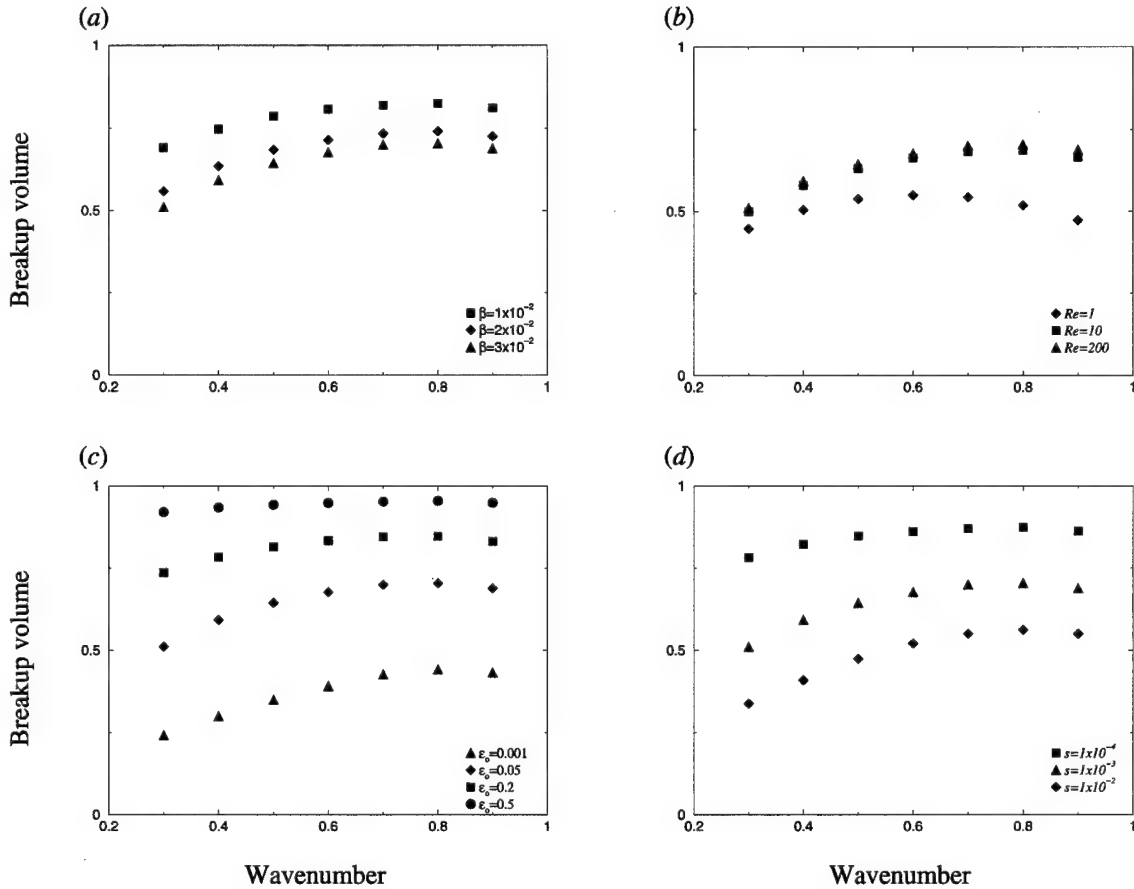 (a)
Breakup volume
1
0.5
0
0.2 0.4 0.6 0.8 1
β=1x10⁻²
β=2x10⁻²
β=3x10⁻²
(b)
1
0.5
0
0.2 0.4 0.6 0.8 1
Re=1
Re=10
Re=200
(c)
Breakup volume
1
0.5
0
0.2 0.4 0.6 0.8 1
εₒ=0.001
εₒ=0.05
εₒ=0.2
εₒ=0.5
Wavenumber
(d)
1
0.5
0
0.2 0.4 0.6 0.8 1
s=1x10⁻⁴
s=1x10⁻³
s=1x10⁻²
Wavenumber